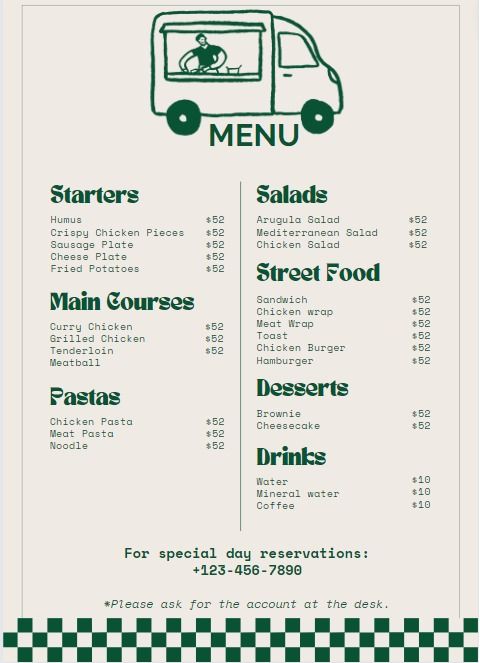 MENU
Starters
Humus $52
Crispy Chicken Pieces $52
Sausage Plate $52
Cheese Plate $52
Fried Potatoes $52
Main Courses
Curry Chicken $52
Grilled Chicken $52
Tenderloin $52
Meatball
Pastas
Chicken Pasta $52
Meat Pasta $52
Noodle $52
Salads
Arugula Salad $52
Mediterranean Salad $52
Chicken Salad $52
Street Food
Sandwich $52
Chicken wrap $52
Meat Wrap $52
Toast $52
Chicken Burger $52
Hamburger $52
Desserts
Brownie $52
Cheesecake $52
Drinks
Water $10
Mineral water $10
Coffee $10
For special day reservations:
+123-456-7890
*Please ask for the account at the desk.